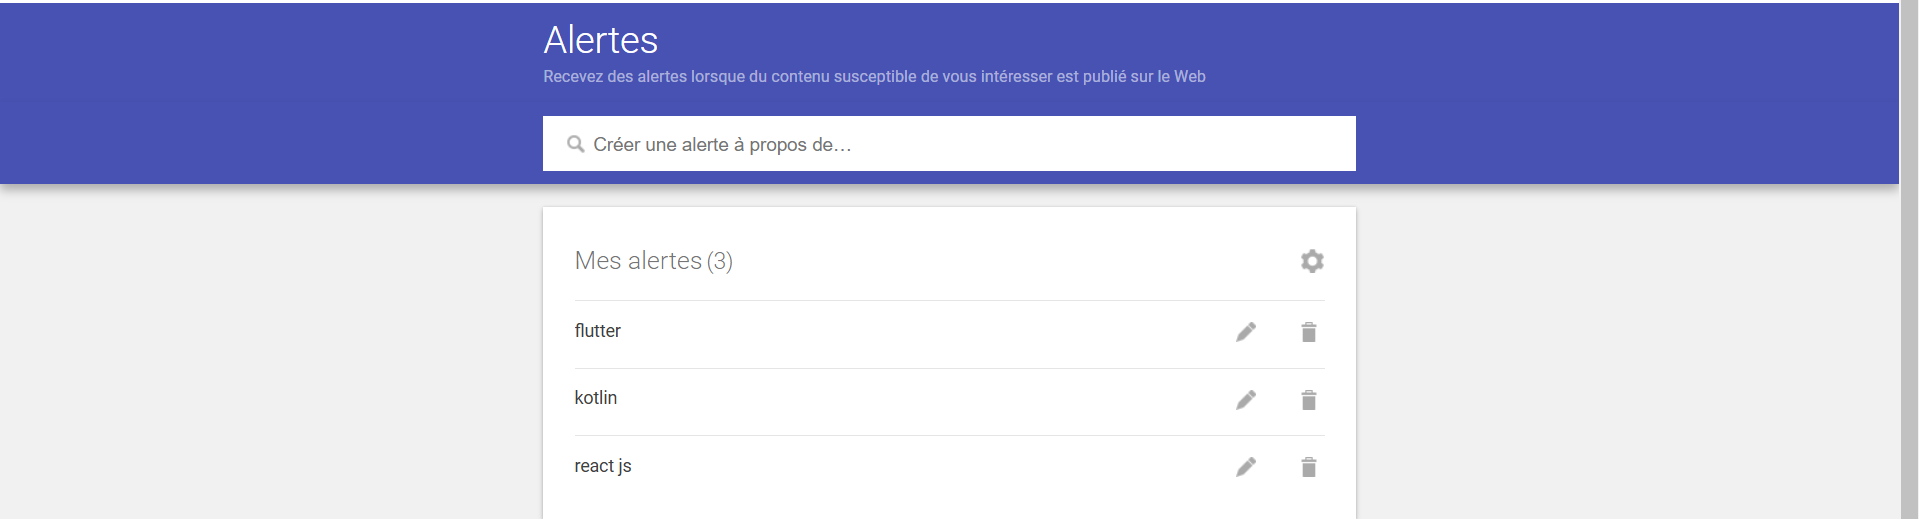 Alertes
Recevez des alertes lorsque du contenu susceptible de vous intéresser est publié sur le Web
Créer une alerte à propos de…
Mes alertes (3)
flutter
kotlin
react js